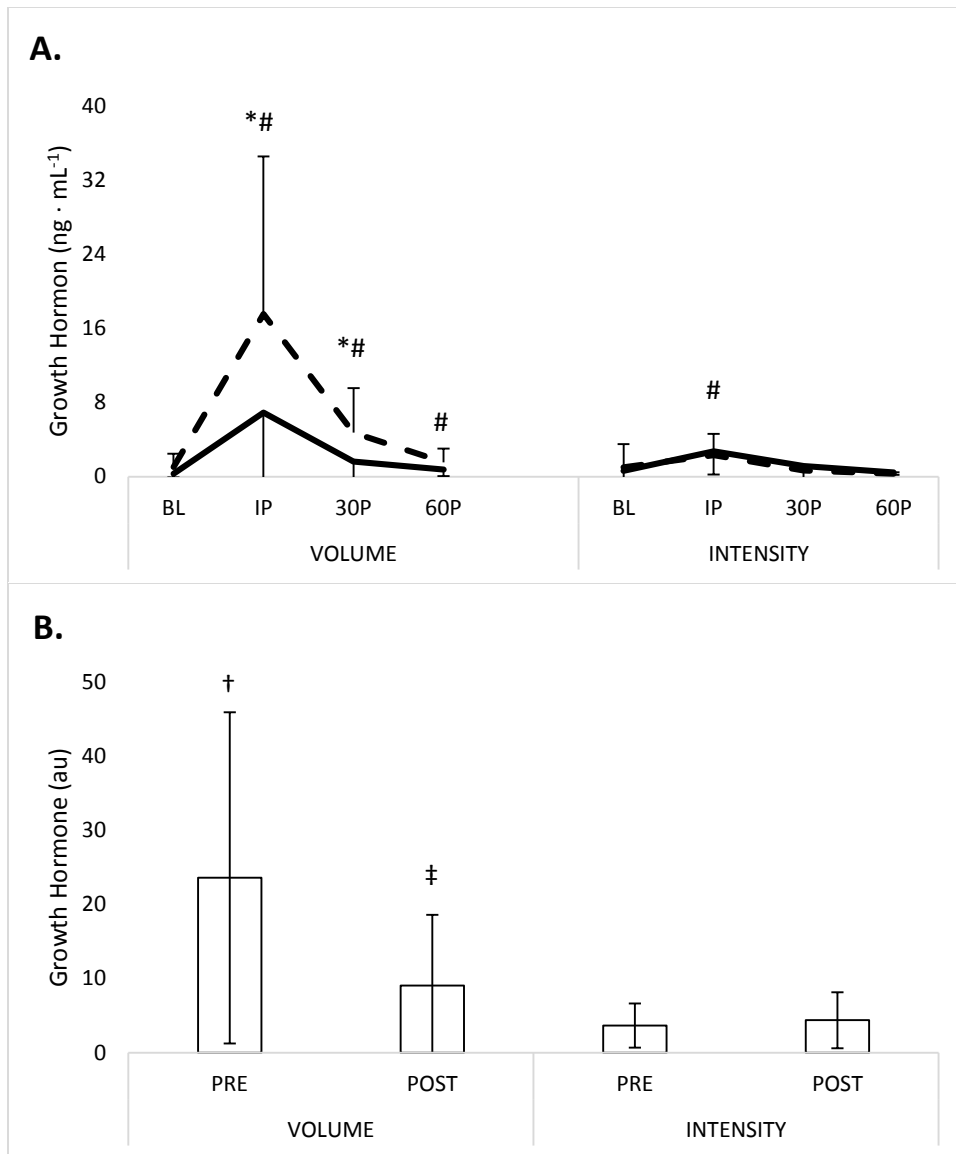 A.
Growth Hormon (ng · mL-1)
40
32
24
16
8
0
*#
*#
#
#
BL IP 30P 60P BL IP 30P 60P
VOLUME INTENSITY
B.
Growth Hormone (au)
50
40
30
20
10
0
†
‡
PRE POST PRE POST
VOLUME INTENSITY